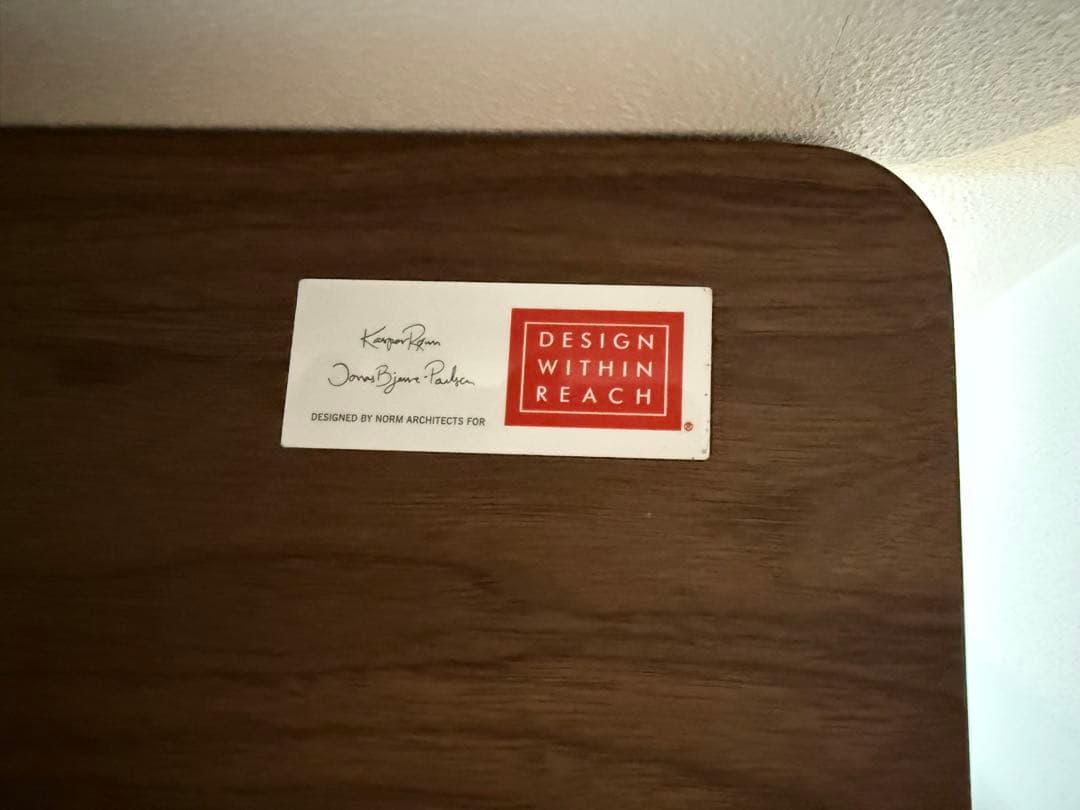 Kasper Rønn
Jonas Bjerre-Poulsen
DESIGNED BY NORM ARCHITECTS FOR
DESIGN
WITHIN
REACH
®